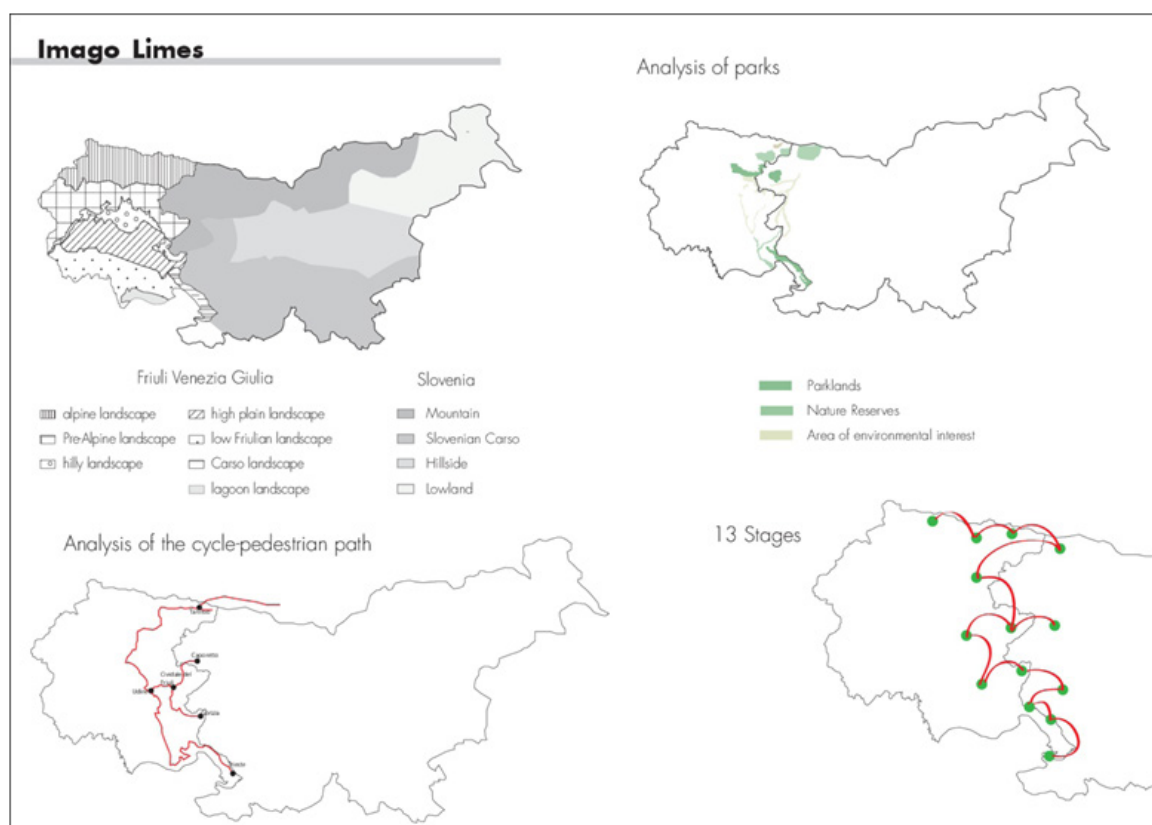 Imago Limes
Analysis of parks
Friuli Venezia Giulia
Slovenia
alpine landscape
high plain landscape
Mountain
Pre-Alpine landscape
low Friulian landscape
Slovenian Carso
hilly landscape
Carso landscape
Hillside
lagoon landscape
Lowland
Parklands
Nature Reserves
Area of environmental interest
Analysis of the cycle-pedestrian path
13 Stages
Caporetto
Udine
Trieste